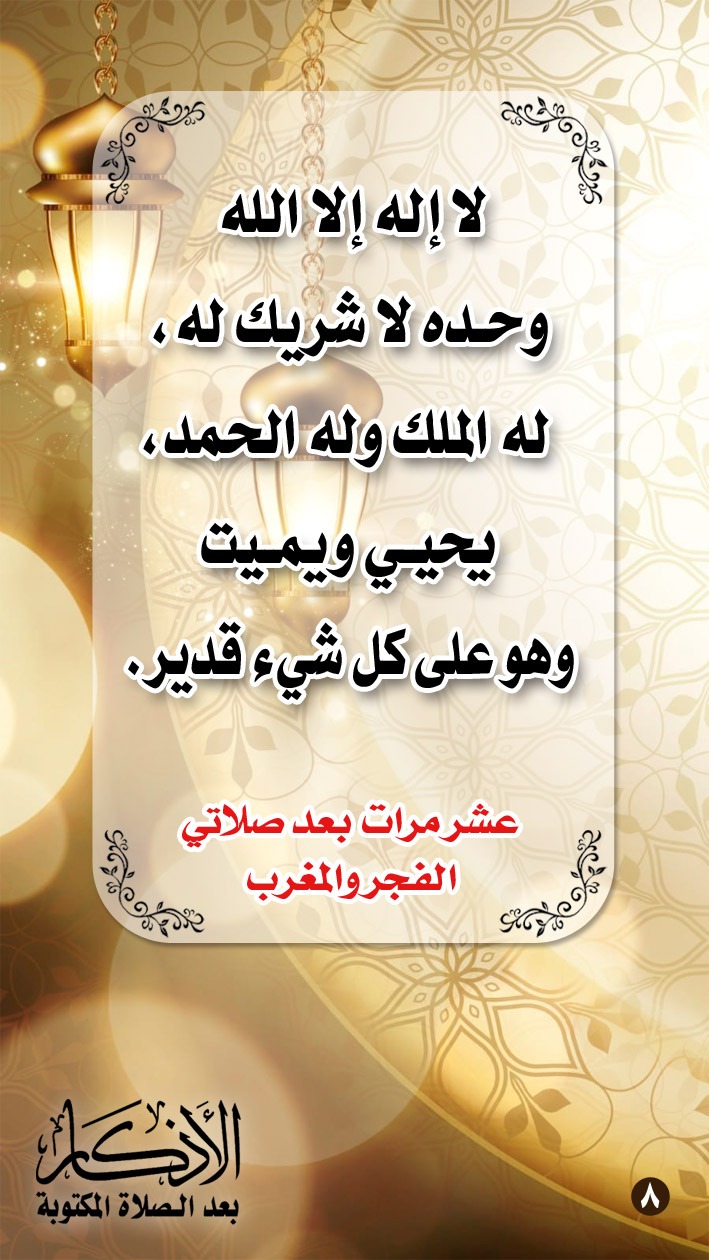 لا إله إلا الله
وحده لا شريك له ،
له الملك وله الحمد،
يحيي ويميت
وهو على كل شيء قدير.
عشر مرات بعد صلاتي
الفجر والمغرب
الأذكار
بعد الصلاة المكتوبة
٨